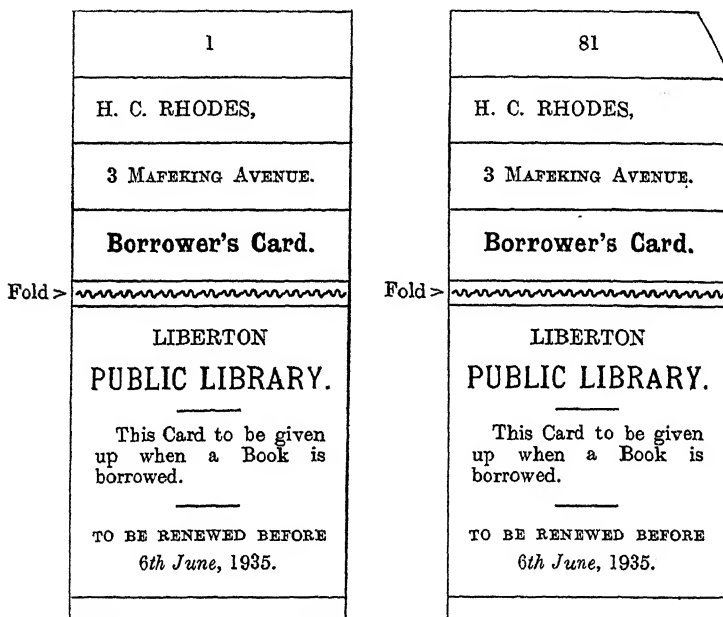 1
H. C. RHODES,
3 MAFEKING AVENUE.
Borrower's Card.
Fold >
LIBERTON
PUBLIC LIBRARY.
This Card to be given
up when a Book is
borrowed.
TO BE RENEWED BEFORE
6th June, 1935.
81
H. C. RHODES,
3 MAFEKING AVENUE.
Borrower's Card.
Fold >
LIBERTON
PUBLIC LIBRARY.
This Card to be given
up when a Book is
borrowed.
TO BE RENEWED BEFORE
6th June, 1935.